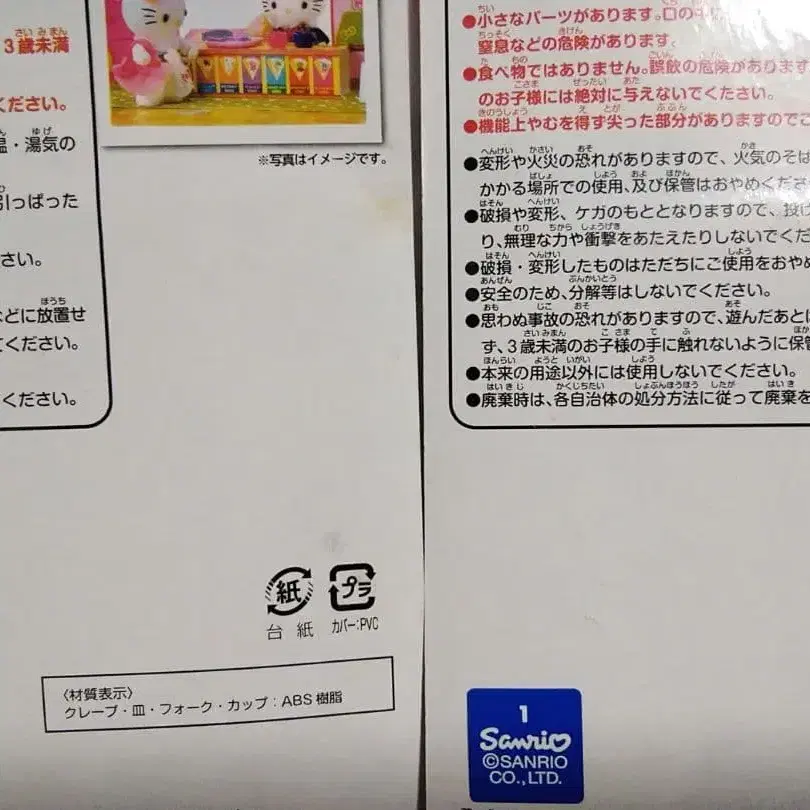 3歳未満
ください。
温・湯気の
引っぱった
さい。
などに放置せ
てください。
ください。
※写真はイメージです。
紙
プラ
台紙
カバー:PVC
〈材質表示〉
クレープ・皿・フォーク・カップ:ABS樹脂
●小さなパーツがあります。口の中
窒息などの危険があります。
●食べ物ではありません。誤飲の危険があります
のお子様には絶対に与えないでください。
●機能上やむを得ず尖った部分がありますのでご
●変形や火災の恐れがありますので、火気のそば
かかる場所での使用、及び保管はおやめくださ
●破損や変形、ケガのもととなりますので、投げ
り、無理な力や衝撃をあたえたりしないでくだ
●破損・変形したものはただちにご使用をおやめ
●安全のため、分解等はしないでください。
●思わぬ事故の恐れがありますので、遊んだあとは
ず、3歳未満のお子様の手に触れないように保管
●本来の用途以外には使用しないでください。
●廃棄時は、各自治体の処分方法に従って廃棄を
1
Sanrio
©SANRIO
CO.,LTD.